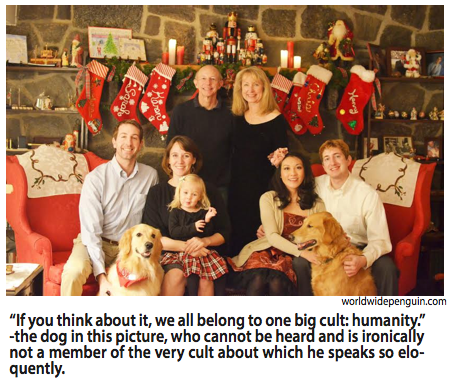 worldwidepenguin.com
“If you think about it, we all belong to one big cult: humanity.”
-the dog in this picture, who cannot be heard and is ironically
not a member of the very cult about which he speaks so elo-
quently.